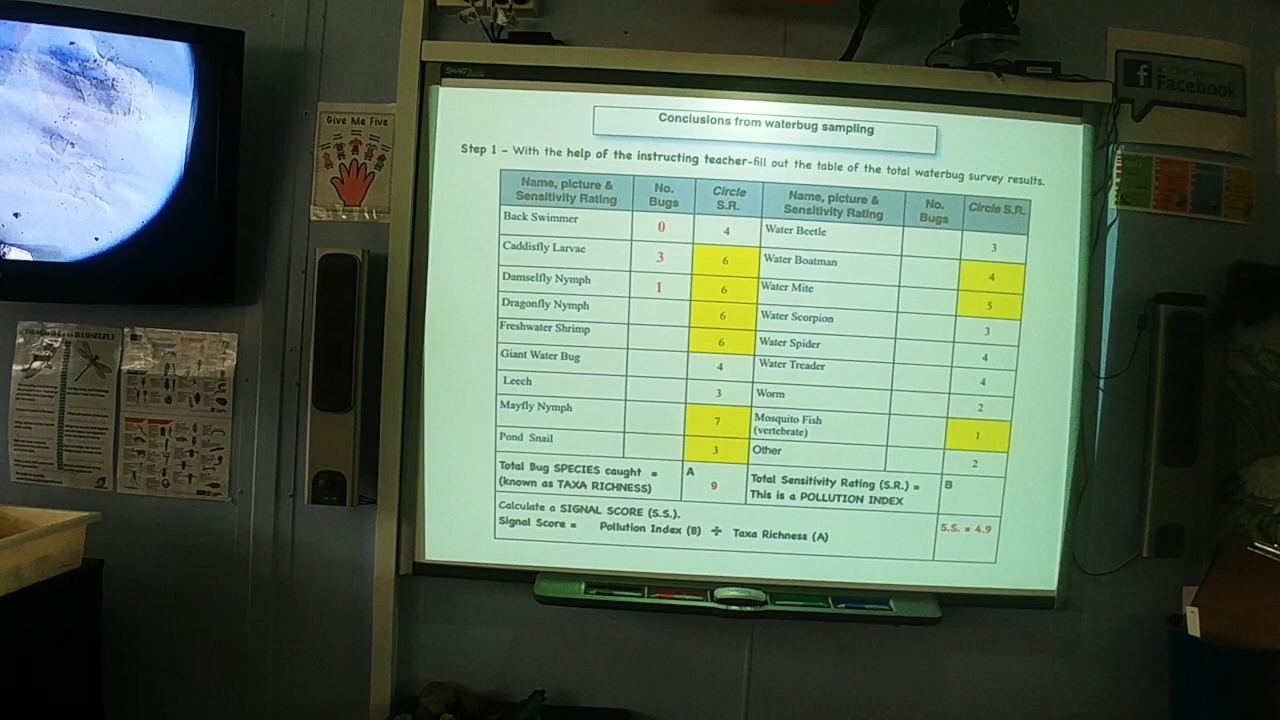 SMART
Give Me Five
Facebook
DRAGONFLY vs DAMSELFLY
Conclusions from waterbug sampling
Step 1 – With the help of the instructing teacher-fill out the table of the total waterbug survey results.
Name, picture & Sensitivity Rating No. Bugs Circle S.R. Name, picture & Sensitivity Rating No. Bugs Circle S.R.
Back Swimmer 0 4 Water Beetle 3
Caddisfly Larvae 3 6 Water Boatman 4
Damselfly Nymph 1 6 Water Mite 5
Dragonfly Nymph 6 Water Scorpion 3
Freshwater Shrimp 6 Water Spider 4
Giant Water Bug 4 Water Treader 4
Leech 3 Worm 2
Mayfly Nymph 7 Mosquito Fish (vertebrate) 1
Pond Snail 3 Other 2
Total Bug SPECIES caught = A Total Sensitivity Rating (S.R.) = B
(known as TAXA RICHNESS) 9 This is a POLLUTION INDEX
Calculate a SIGNAL SCORE (S.S.).
Signal Score = Pollution Index (B) ÷ Taxa Richness (A) S.S. = 4.9